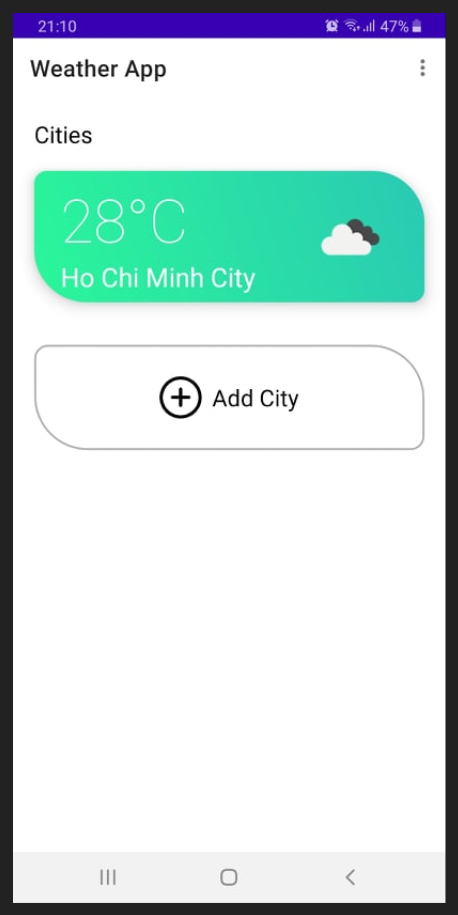 21:10 47%
Weather App
Cities
28°C
Ho Chi Minh City
Add City